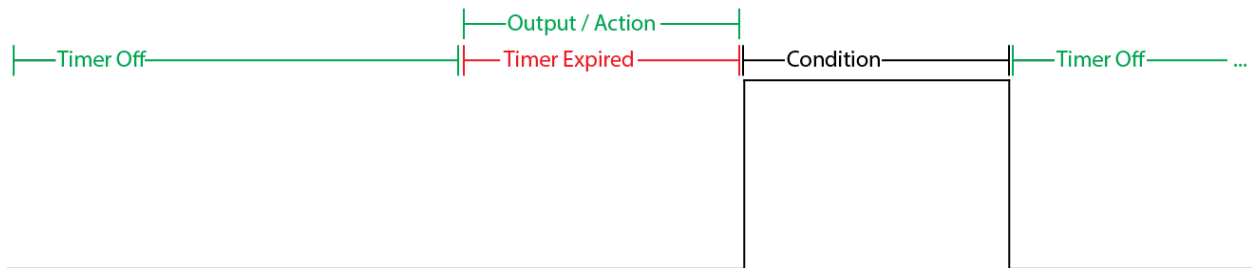 Output / Action
Timer Off Timer Expired Condition Timer Off ...